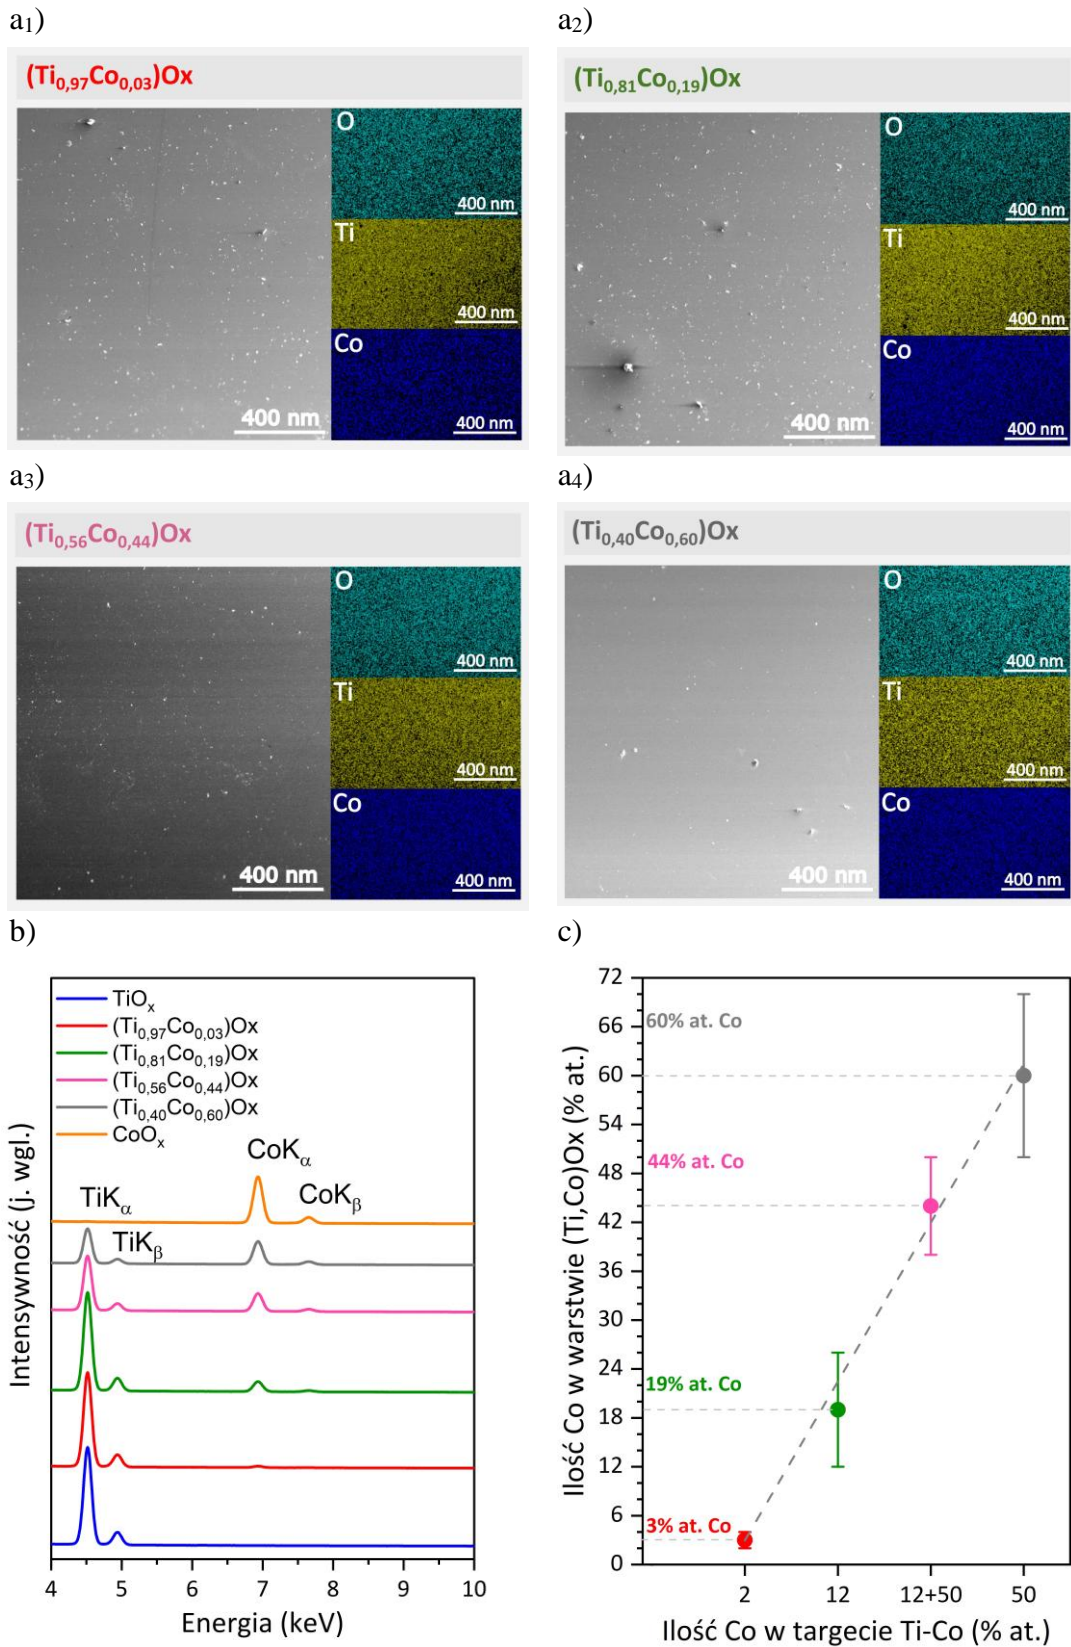 a₁)
a₂)
(Ti₀,₉₇Co₀,₀₃)Ox
(Ti₀,₈₁Co₀,₁₉)Ox
O
400 nm
Ti
400 nm
Co
400 nm
400 nm
O
400 nm
Ti
400 nm
Co
400 nm
400 nm
a₃)
a₄)
(Ti₀,₅₆Co₀,₄₄)Ox
(Ti₀,₄₀Co₀,₆₀)Ox
O
400 nm
Ti
400 nm
Co
400 nm
400 nm
O
400 nm
Ti
400 nm
Co
400 nm
400 nm
b)
c)
TiOₓ
(Ti₀,₉₇Co₀,₀₃)Ox
(Ti₀,₈₁Co₀,₁₉)Ox
(Ti₀,₅₆Co₀,₄₄)Ox
(Ti₀,₄₀Co₀,₆₀)Ox
CoOₓ
CoKα
CoKβ
TiKα
TiKβ
Intensywność (j. wgl.)
4 5 6 7 8 9 10
Energia (keV)
72
66
60
54
48
42
36
30
24
18
12
6
0
60% at. Co
44% at. Co
19% at. Co
3% at. Co
Ilość Co w warstwie (Ti,Co)Ox (% at.)
2 12 12+50 50
Ilość Co w targecie Ti-Co (% at.)